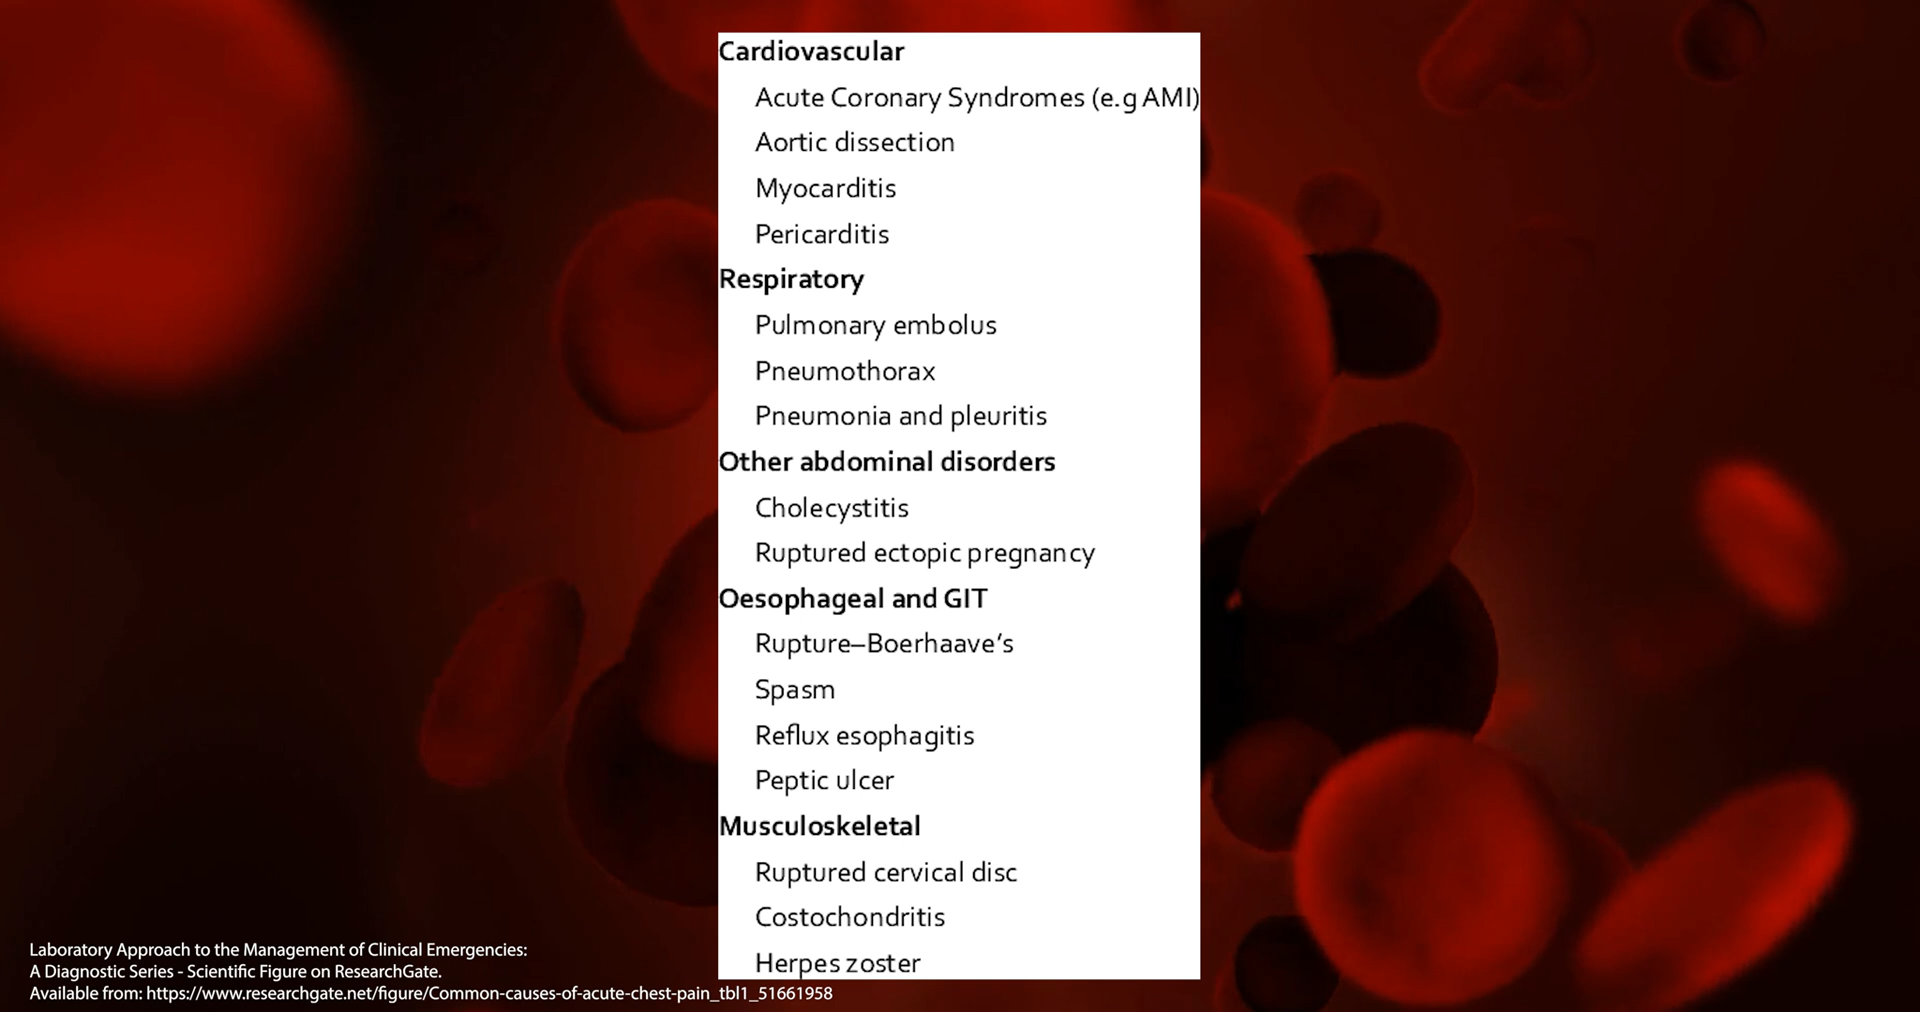 Cardiovascular
Acute Coronary Syndromes (e.g AMI)
Aortic dissection
Myocarditis
Pericarditis
Respiratory
Pulmonary embolus
Pneumothorax
Pneumonia and pleuritis
Other abdominal disorders
Cholecystitis
Ruptured ectopic pregnancy
Oesophageal and GIT
Rupture–Boerhaave’s
Spasm
Reflux esophagitis
Peptic ulcer
Musculoskeletal
Ruptured cervical disc
Costochondritis
Herpes zoster
Laboratory Approach to the Management of Clinical Emergencies:
A Diagnostic Series - Scientific Figure on ResearchGate.
Available from: https://www.researchgate.net/figure/Common-causes-of-acute-chest-pain_tbl1_51661958